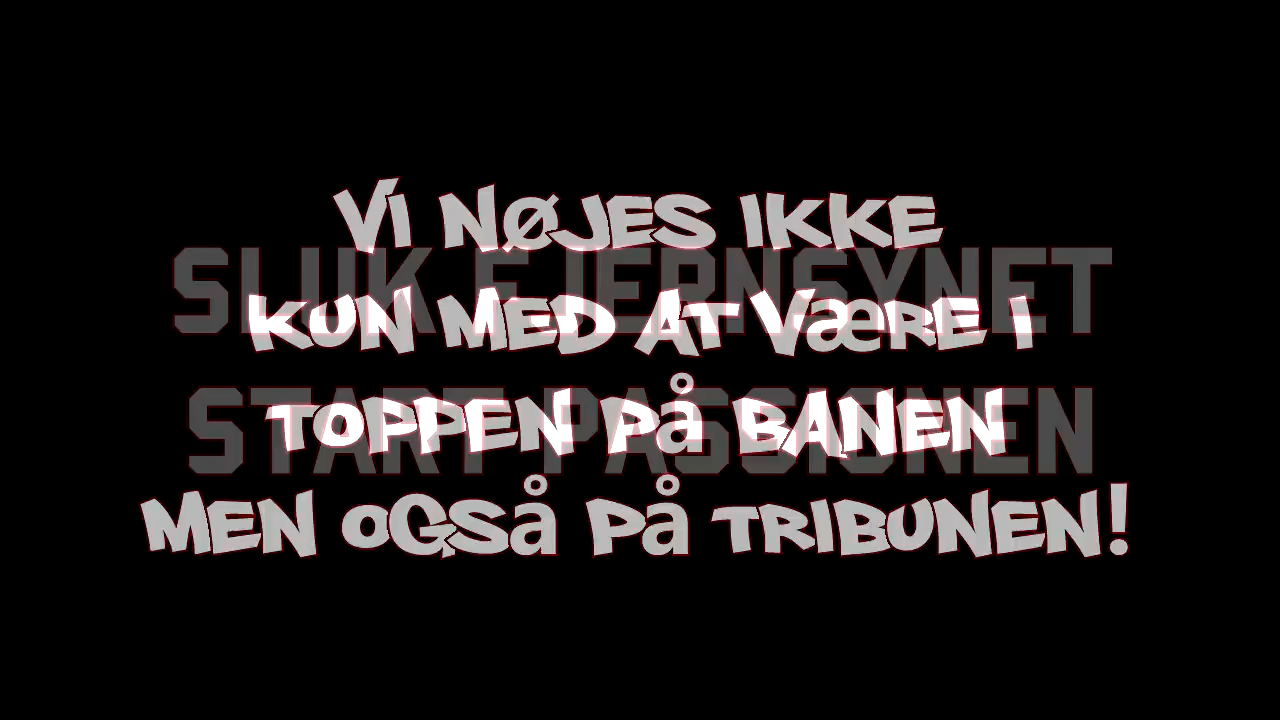 VI NØJES IKKE
SLUK FJERNSYNET
KUN MED AT VÆRE I
TOPPEN På BANEN
START PASSIONEN
MEN OGSå På TRIBUNEN!